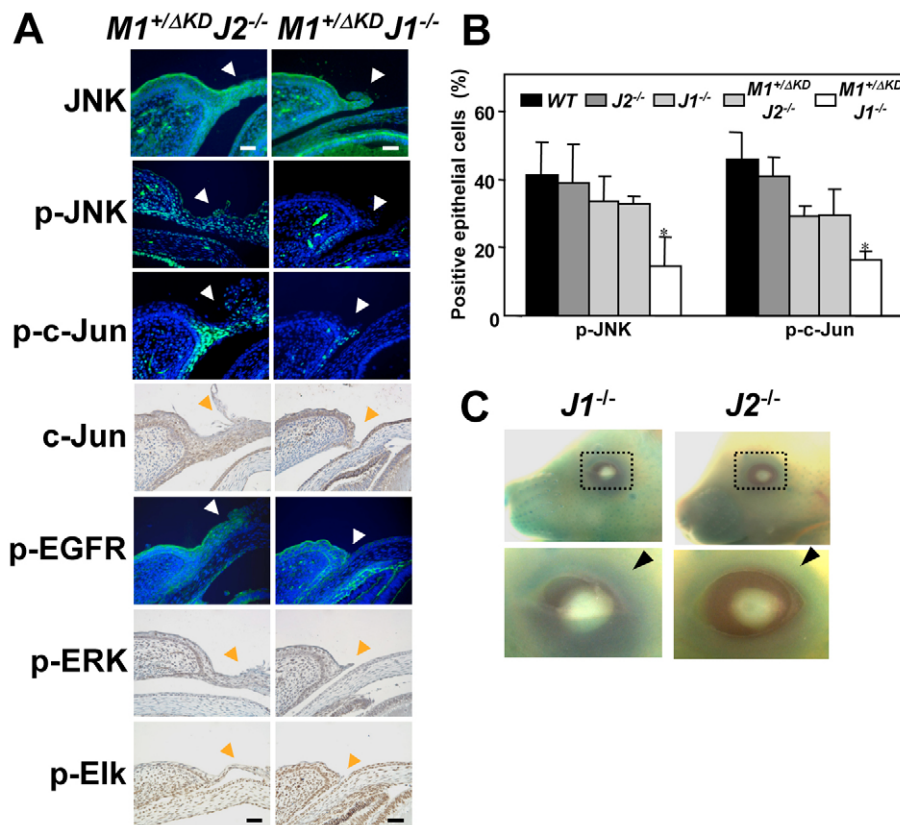 A
M1+/ΔKD J2-/- M1+/ΔKD J1-/-
JNK
p-JNK
p-c-Jun
c-Jun
p-EGFR
p-ERK
p-Elk
B
Positive epithelial cells (%)
60
40
20
0
WT J2-/- J1-/- M1+/ΔKD J2-/- M1+/ΔKD J1-/-
* *
p-JNK p-c-Jun
C
J1-/- J2-/-